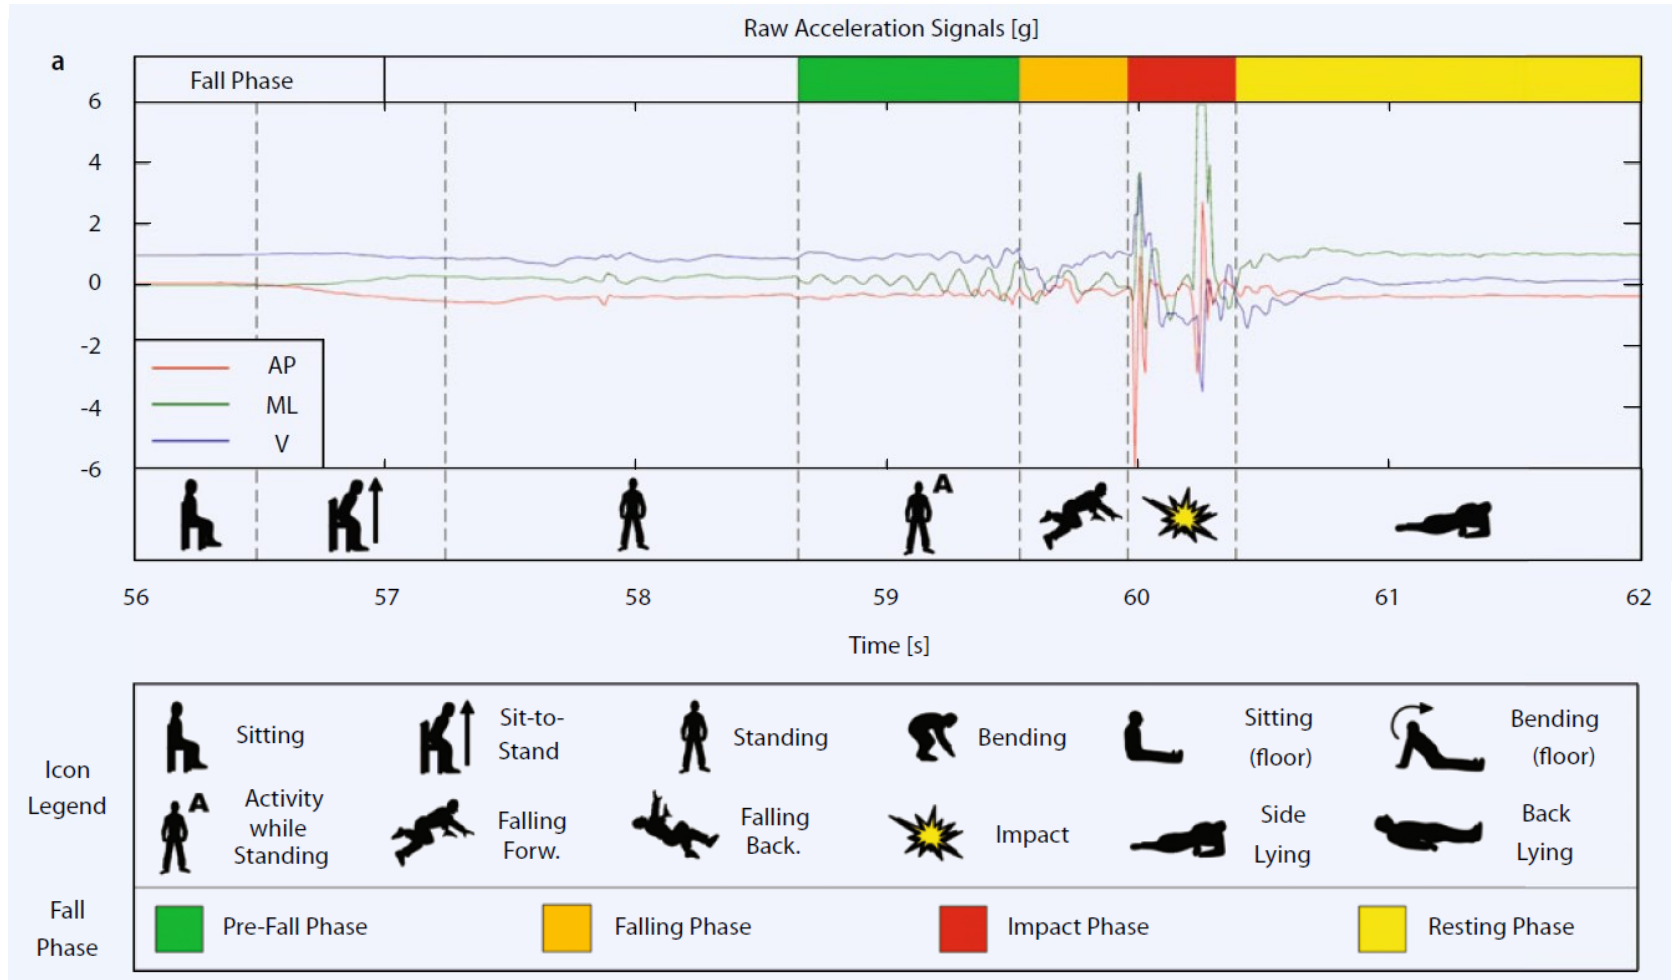 Raw Acceleration Signals [g]
a
Fall Phase
6
4
2
0
-2
-4
-6
AP
ML
V
A
56 57 58 59 60 61 62
Time [s]
Icon
Legend
Sitting
Sit-to-
Stand
Standing
Bending
Sitting
(floor)
Bending
(floor)
A
Activity
while
Standing
Falling
Forw.
Falling
Back.
Impact
Side
Lying
Back
Lying
Fall
Phase
Pre-Fall Phase
Falling Phase
Impact Phase
Resting Phase